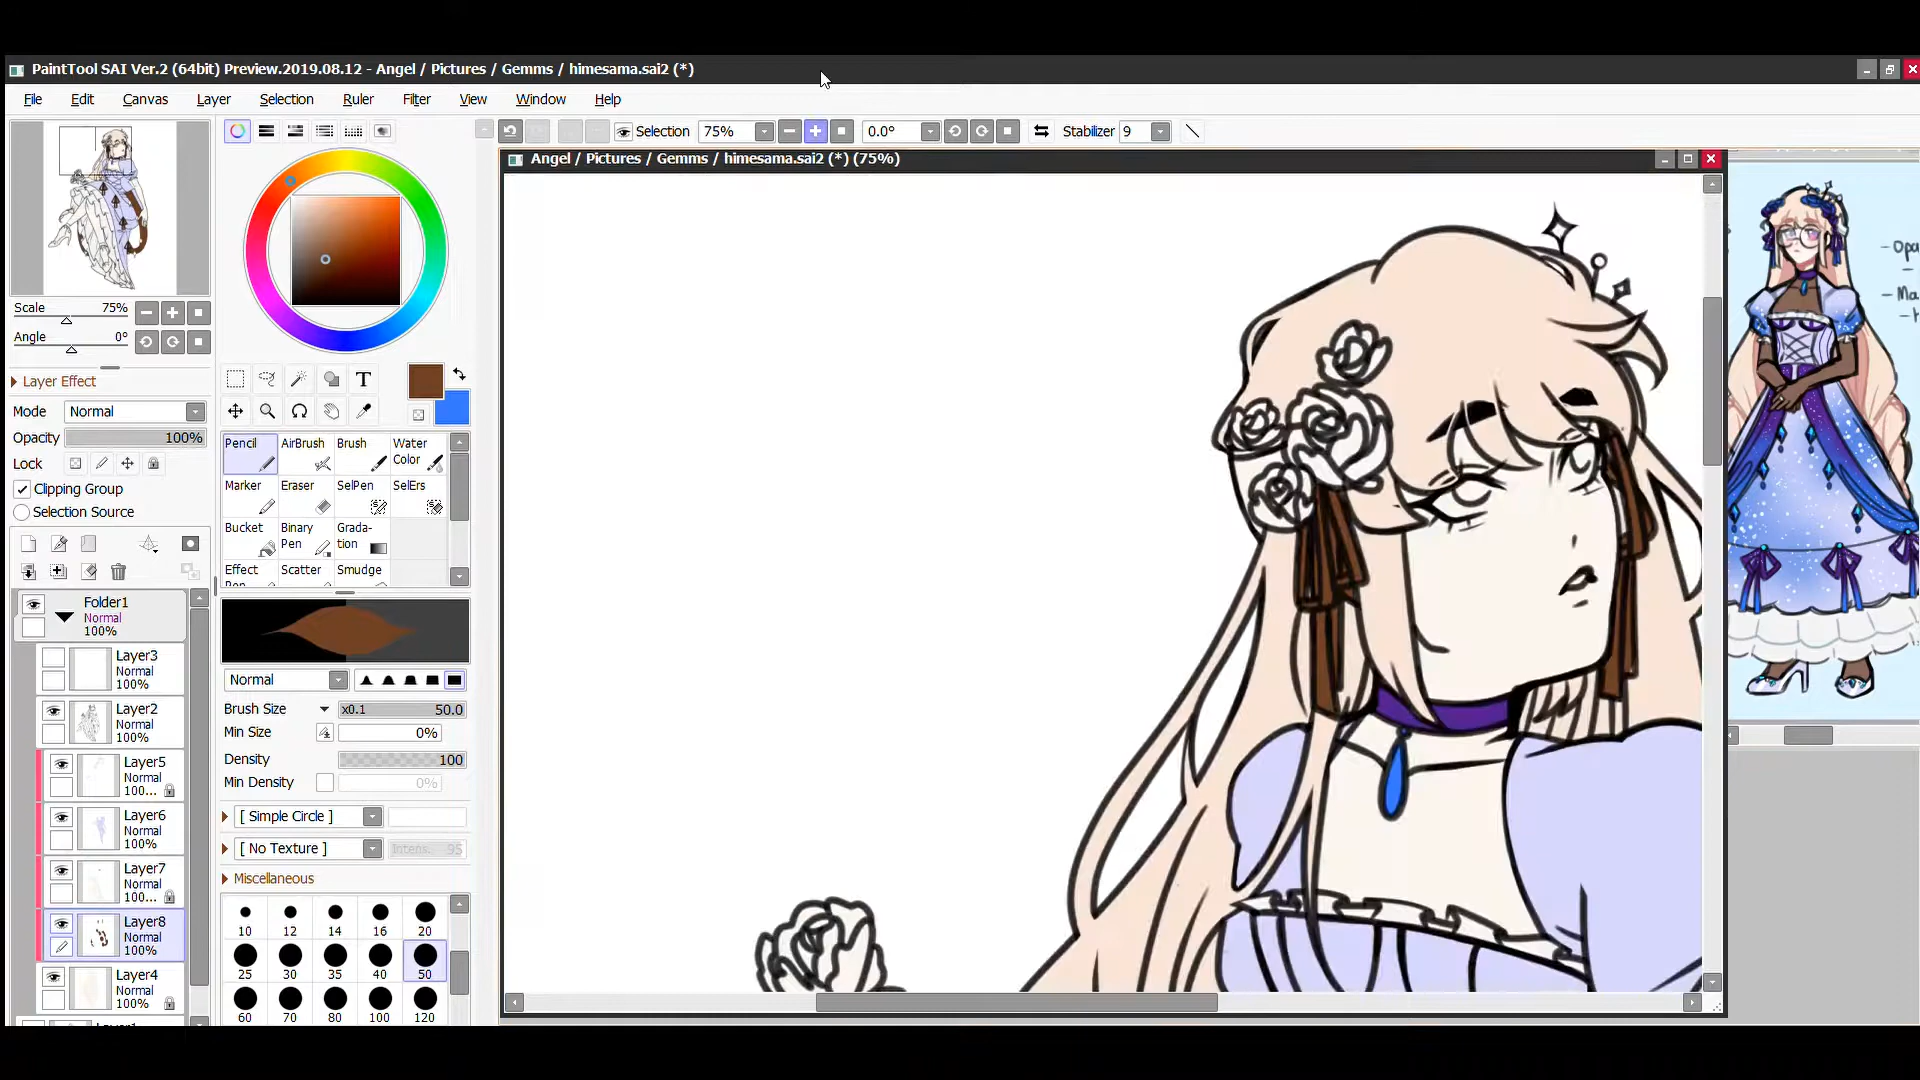 PaintTool SAI Ver.2 (64bit) Preview.2019.08.12 - Angel / Pictures / Gemms / himesama.sai2 (*)
File Edit Canvas Layer Selection Ruler Filter View Window Help
Selection 75% 0.0° Stabilizer 9
Angel / Pictures / Gemms / himesama.sai2 (*) (75%)
Scale 75%
Angle 0°
Layer Effect
Mode Normal
Opacity 100%
Lock
Clipping Group
Selection Source
Folder1
Normal
100%
Layer3
Normal
100%
Layer2
Normal
100%
Layer5
Normal
100...
Layer6
Normal
100%
Layer7
Normal
100...
Layer8
Normal
100%
Layer4
Normal
100%
T
Pencil AirBrush Brush Water Color
Marker Eraser SelPen SelErs
Bucket Binary Pen Grada-tion
Effect Scatter Smudge
Normal
Brush Size x0.1 50.0
Min Size 0%
Density 100
Min Density 0%
[ Simple Circle ]
[ No Texture ] Intens. 95
Miscellaneous
10 12 14 16 20
25 30 35 40 50
60 70 80 100 120